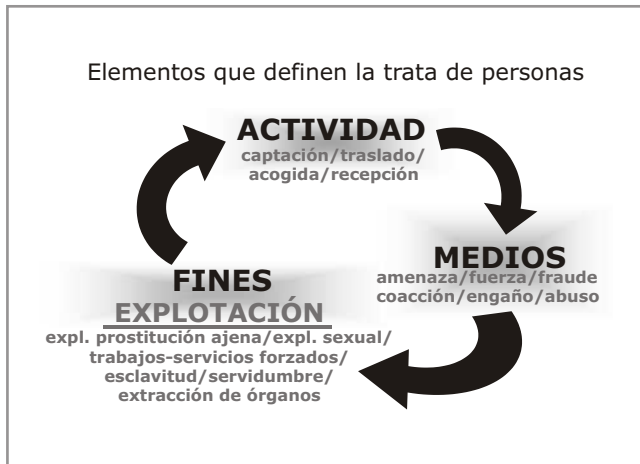 Elementos que definen la trata de personas
ACTIVIDAD
captación/traslado/
acogida/recepción
MEDIOS
amenaza/fuerza/fraude
coacción/engaño/abuso
FINES
EXPLOTACIÓN
expl. prostitución ajena/expl. sexual/
trabajos-servicios forzados/
esclavitud/servidumbre/
extracción de órganos